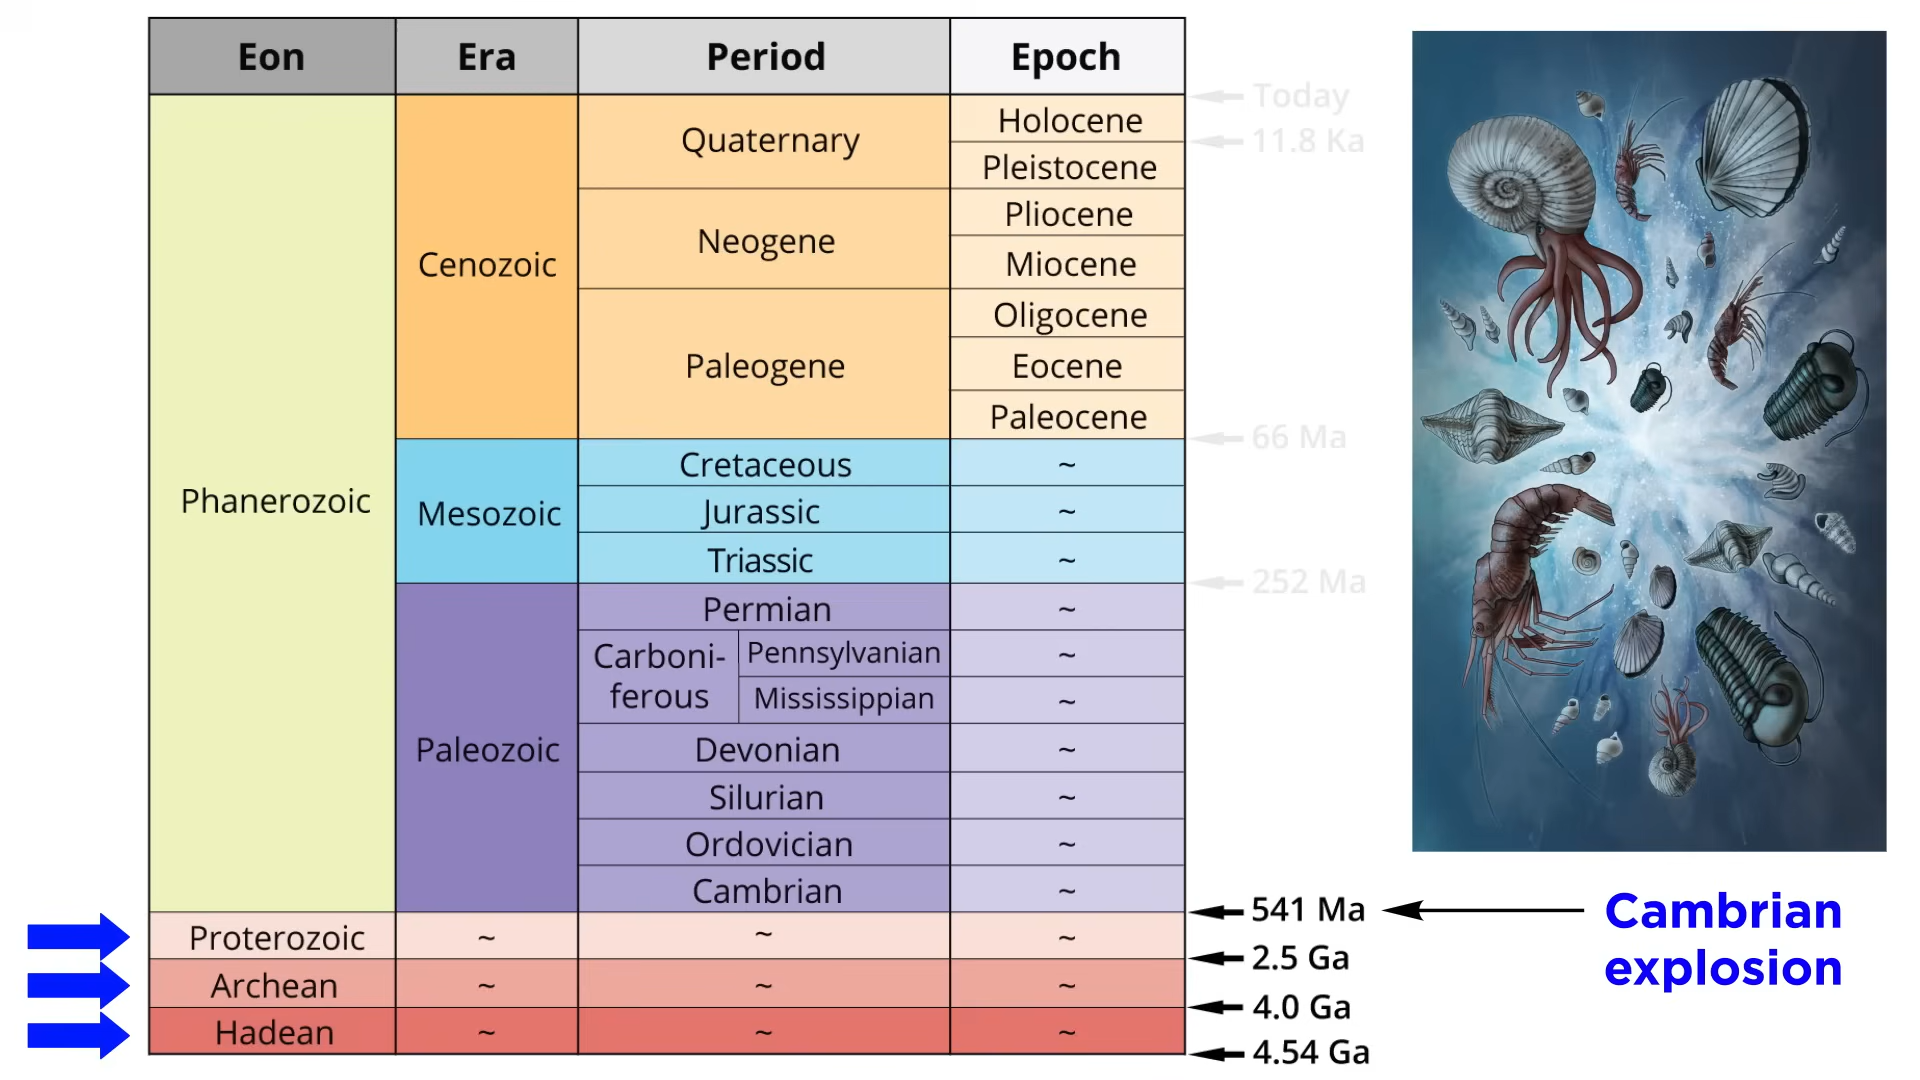 Eon Era Period Epoch
Today
Holocene
Quaternary
11.8 Ka
Pleistocene
Pliocene
Neogene
Cenozoic
Miocene
Oligocene
Paleogene
Eocene
Paleocene
66 Ma
Cretaceous ~
Phanerozoic
Mesozoic
Jurassic ~
Triassic ~
252 Ma
Permian ~
Carboni-
ferous
Pennsylvanian ~
Mississippian ~
Paleozoic
Devonian ~
Silurian ~
Ordovician ~
Cambrian ~
541 Ma
Cambrian
explosion
Proterozoic ~ ~ ~
2.5 Ga
Archean ~ ~ ~
4.0 Ga
Hadean ~ ~ ~
4.54 Ga